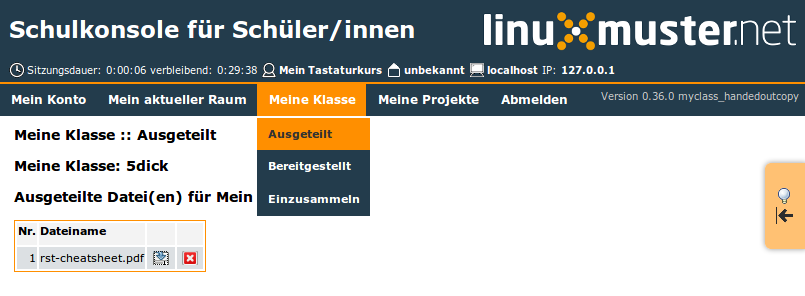 Schulkonsole für Schüler/innen
linuxmuster.net
Sitzungsdauer: 0:00:06 verbleibend: 0:29:38 Mein Tastaturkurs unbekannt localhost IP: 127.0.0.1
Mein Konto Mein aktueller Raum Meine Klasse Meine Projekte Abmelden Version 0.36.0 myclass_handedoutcopy
Meine Klasse :: Ausgeteilt
Ausgeteilt
Bereitgestellt
Einzusammeln
Meine Klasse: 5dick
Ausgeteilte Datei(en) für Mein
Nr. Dateiname
1 rst-cheatsheet.pdf